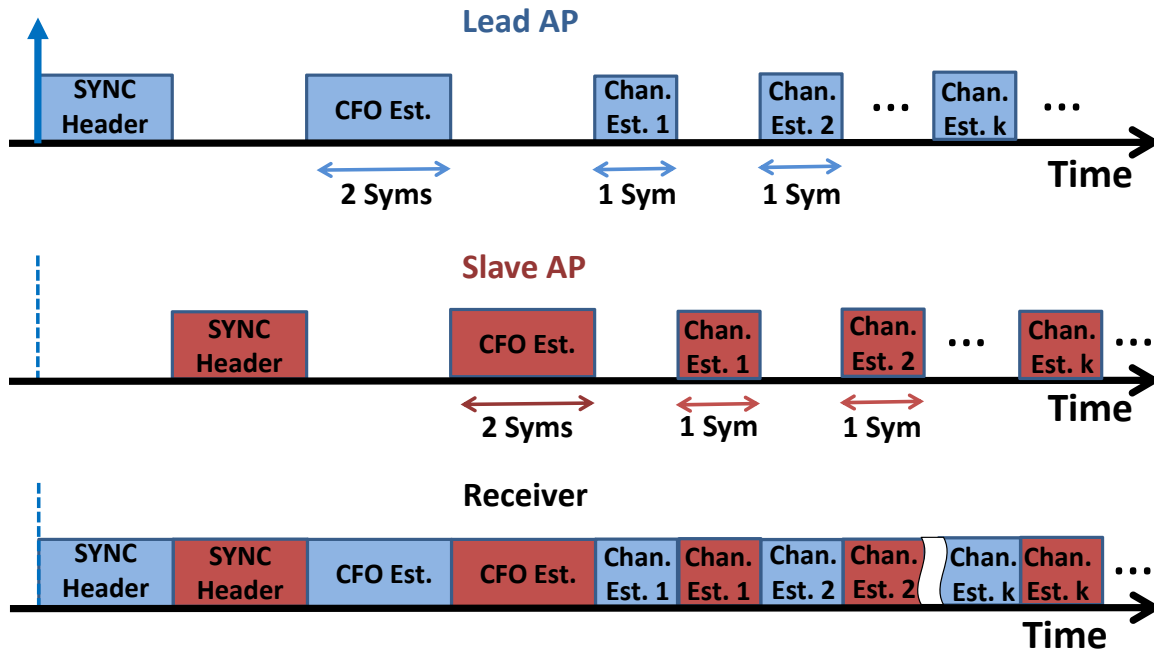 Lead AP
SYNC
Header
CFO Est.
Chan.
Est. 1
Chan.
Est. 2
...
Chan.
Est. k
...
Time
2 Syms
1 Sym
1 Sym
Slave AP
SYNC
Header
CFO Est.
Chan.
Est. 1
Chan.
Est. 2
...
Chan.
Est. k
...
Time
2 Syms
1 Sym
1 Sym
Receiver
SYNC
Header
SYNC
Header
CFO Est.
CFO Est.
Chan.
Est. 1
Chan.
Est. 1
Chan.
Est. 2
Chan.
Est. 2
Chan.
Est. k
Chan.
Est. k
...
Time